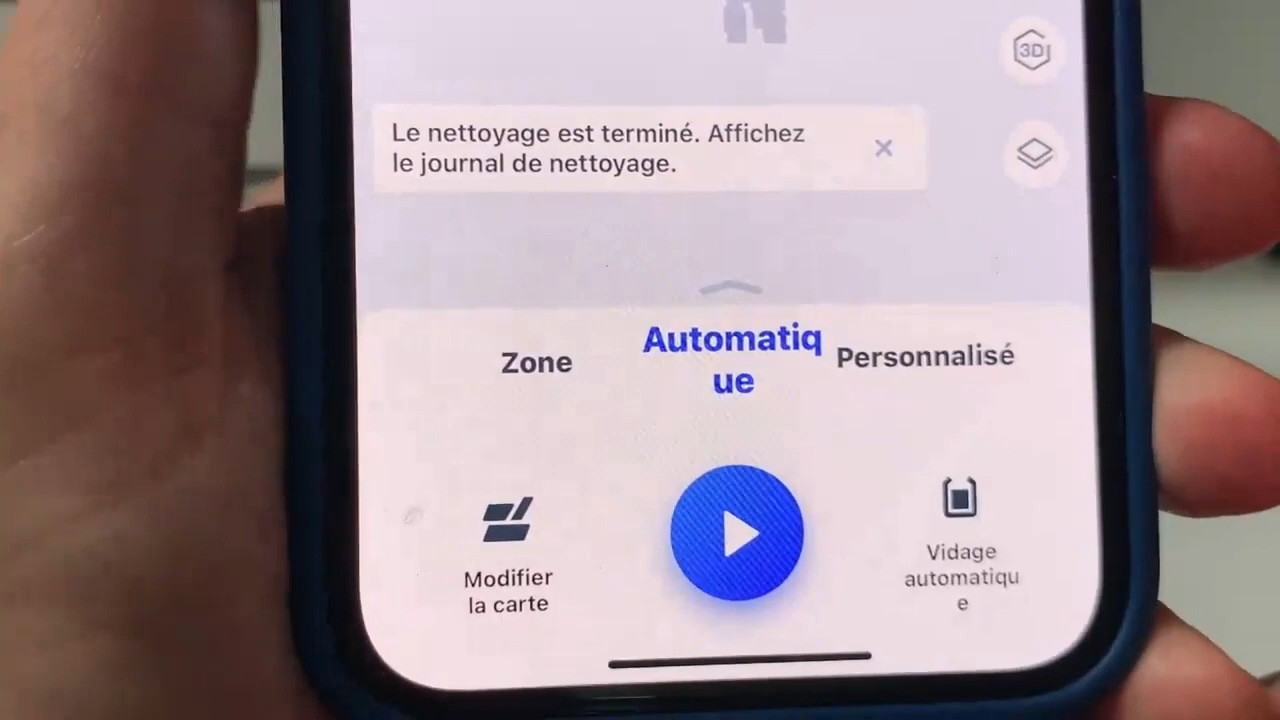 3D
Le nettoyage est terminé. Affichez
le journal de nettoyage.
Zone
Automatiq
ue
Personnalisé
Modifier
la carte
Vidage
automatiqu
e